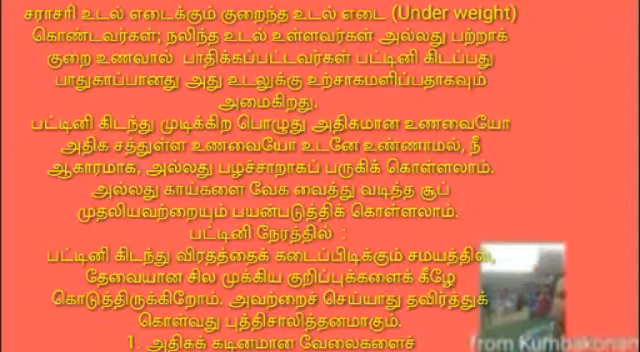 சராசரி உடல் எடைக்கும் குறைந்த உடல் எடை (Under weight)
கொண்டவர்கள்; நலிந்த உடல் உள்ளவர்கள் அல்லது பற்றாக்
குறை உணவால் பாதிக்கப்பட்டவர்கள் பட்டினி கிடப்பது
பாதுகாப்பானது அது உடலுக்கு உற்சாகமளிப்பதாகவும்
அமைகிறது.
பட்டினி கிடந்து முடிக்கிற பொழுது அதிகமான உணவையோ
அதிக சத்துள்ள உணவையோ உடனே உண்ணாமல், நீ
ஆகாரமாக, அல்லது பழச்சாறாகப் பருகிக் கொள்ளலாம்.
அல்லது காய்களை வேக வைத்து வடித்த சூப்
முதலியவற்றையும் பயன்படுத்திக் கொள்ளலாம்.
பட்டினி நேரத்தில் :
பட்டினி கிடந்து விரதத்தைக் கடைப்பிடிக்கும் சமயத்தில்,
தேவையான சில முக்கிய குறிப்புக்களைக் கீழே
கொடுத்திருக்கிறோம். அவற்றைச் செய்யாது தவிர்த்துக்
கொள்வது புத்திசாலித்தனமாகும்.
1. அதிகக் கடினமான வேலைகளைச்
from Kumbakonam